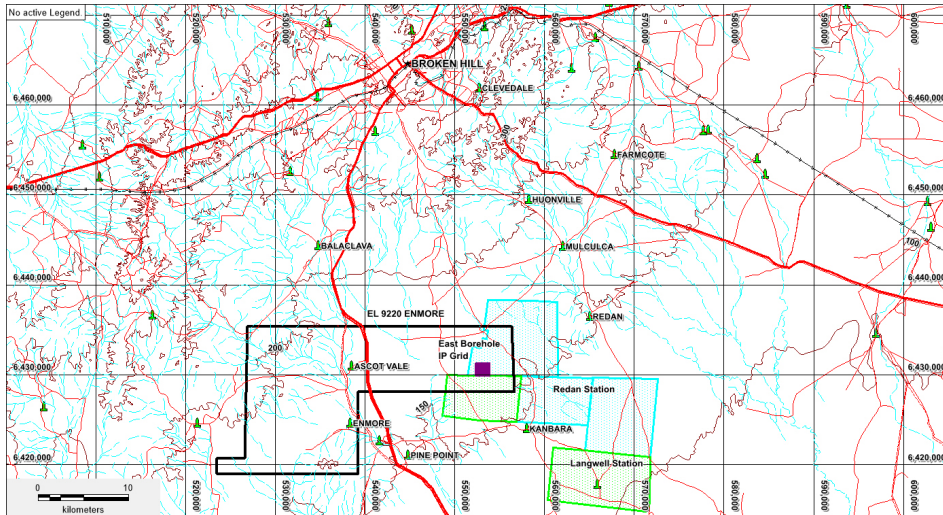 No active Legend.
510,000
520,000
530,000
540,000
550,000
560,000
570,000
580,000
590,000
600,000
BROKEN HILL
CLEVEDALE
6,460,000
6,460,000
300
FARMCOTE
6,450,000
6,450,000
HUONVILLE
BALACLAVA
MULCULCA
100
6,440,000
6,440,000
EL 9220 ENMORE
REDAN
200
East Borehole
IP Grid
6,430,000
6,430,000
ASCOT VALE
Redan Station
150
ENMORE
KANBARA
PINE POINT
6,420,000
6,420,000
Langwell Station
0 10
kilometers
520,000
530,000
540,000
550,000
560,000
570,000
580,000
590,000
600,000